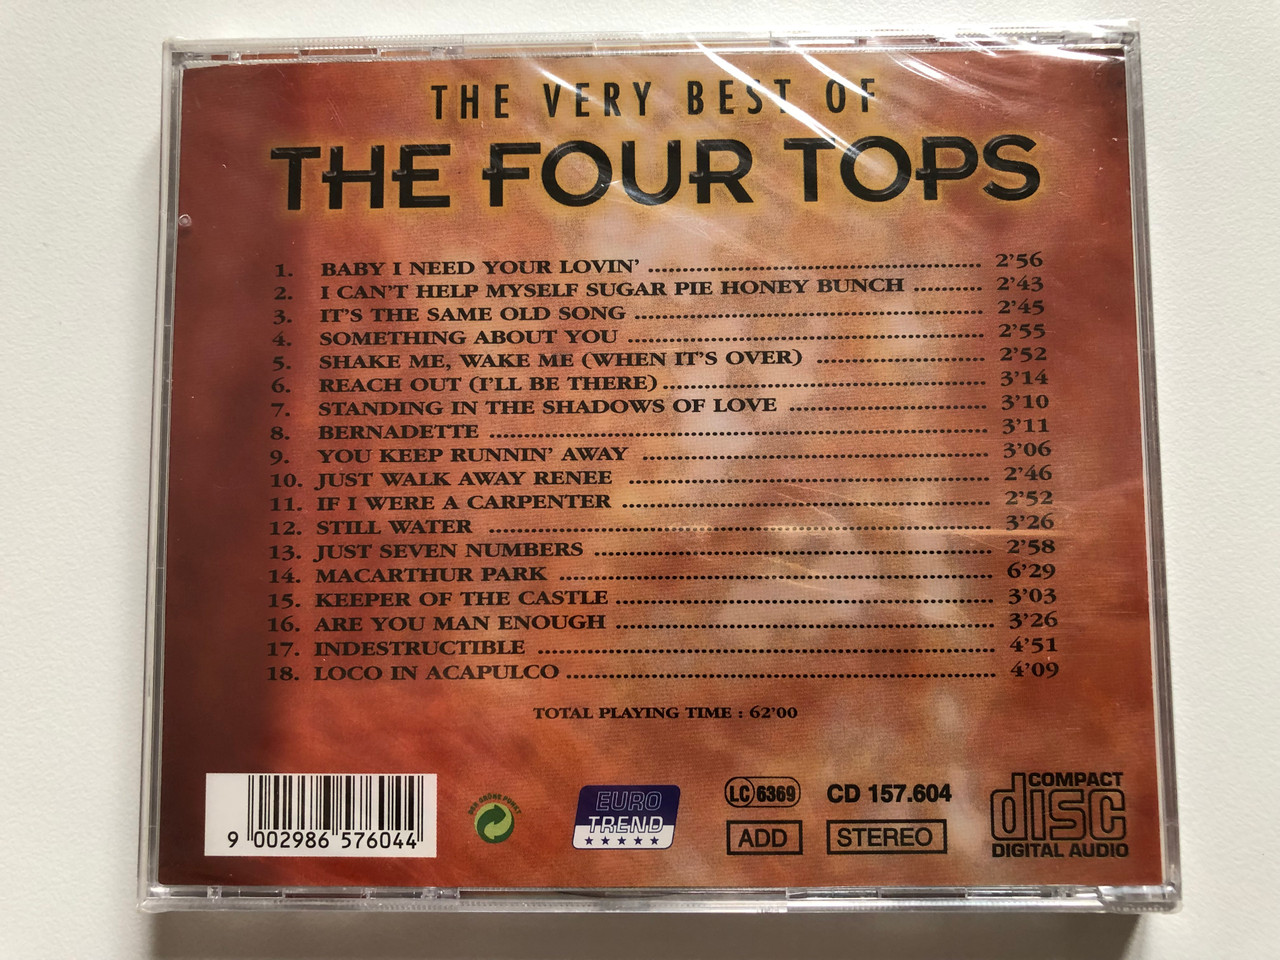 THE VERY BEST OF
THE FOUR TOPS
1. BABY I NEED YOUR LOVIN' 2'56
2. I CAN'T HELP MYSELF SUGAR PIE HONEY BUNCH 2'43
3. IT'S THE SAME OLD SONG 2'45
4. SOMETHING ABOUT YOU 2'55
5. SHAKE ME, WAKE ME (WHEN IT'S OVER) 2'52
6. REACH OUT (I'LL BE THERE) 3'14
7. STANDING IN THE SHADOWS OF LOVE 3'10
8. BERNADETTE 3'11
9. YOU KEEP RUNNIN' AWAY 3'06
10. JUST WALK AWAY RENEE 2'46
11. IF I WERE A CARPENTER 2'52
12. STILL WATER 3'26
13. JUST SEVEN NUMBERS 2'58
14. MACARTHUR PARK 6'29
15. KEEPER OF THE CASTLE 3'03
16. ARE YOU MAN ENOUGH 3'26
17. INDESTRUCTIBLE 4'51
18. LOCO IN ACAPULCO 4'09
TOTAL PLAYING TIME : 62'00
9 002986 576044
DER GRÜNE PUNKT
EURO
TREND
LC 6369
ADD
CD 157.604
STEREO
COMPACT
disc
DIGITAL AUDIO